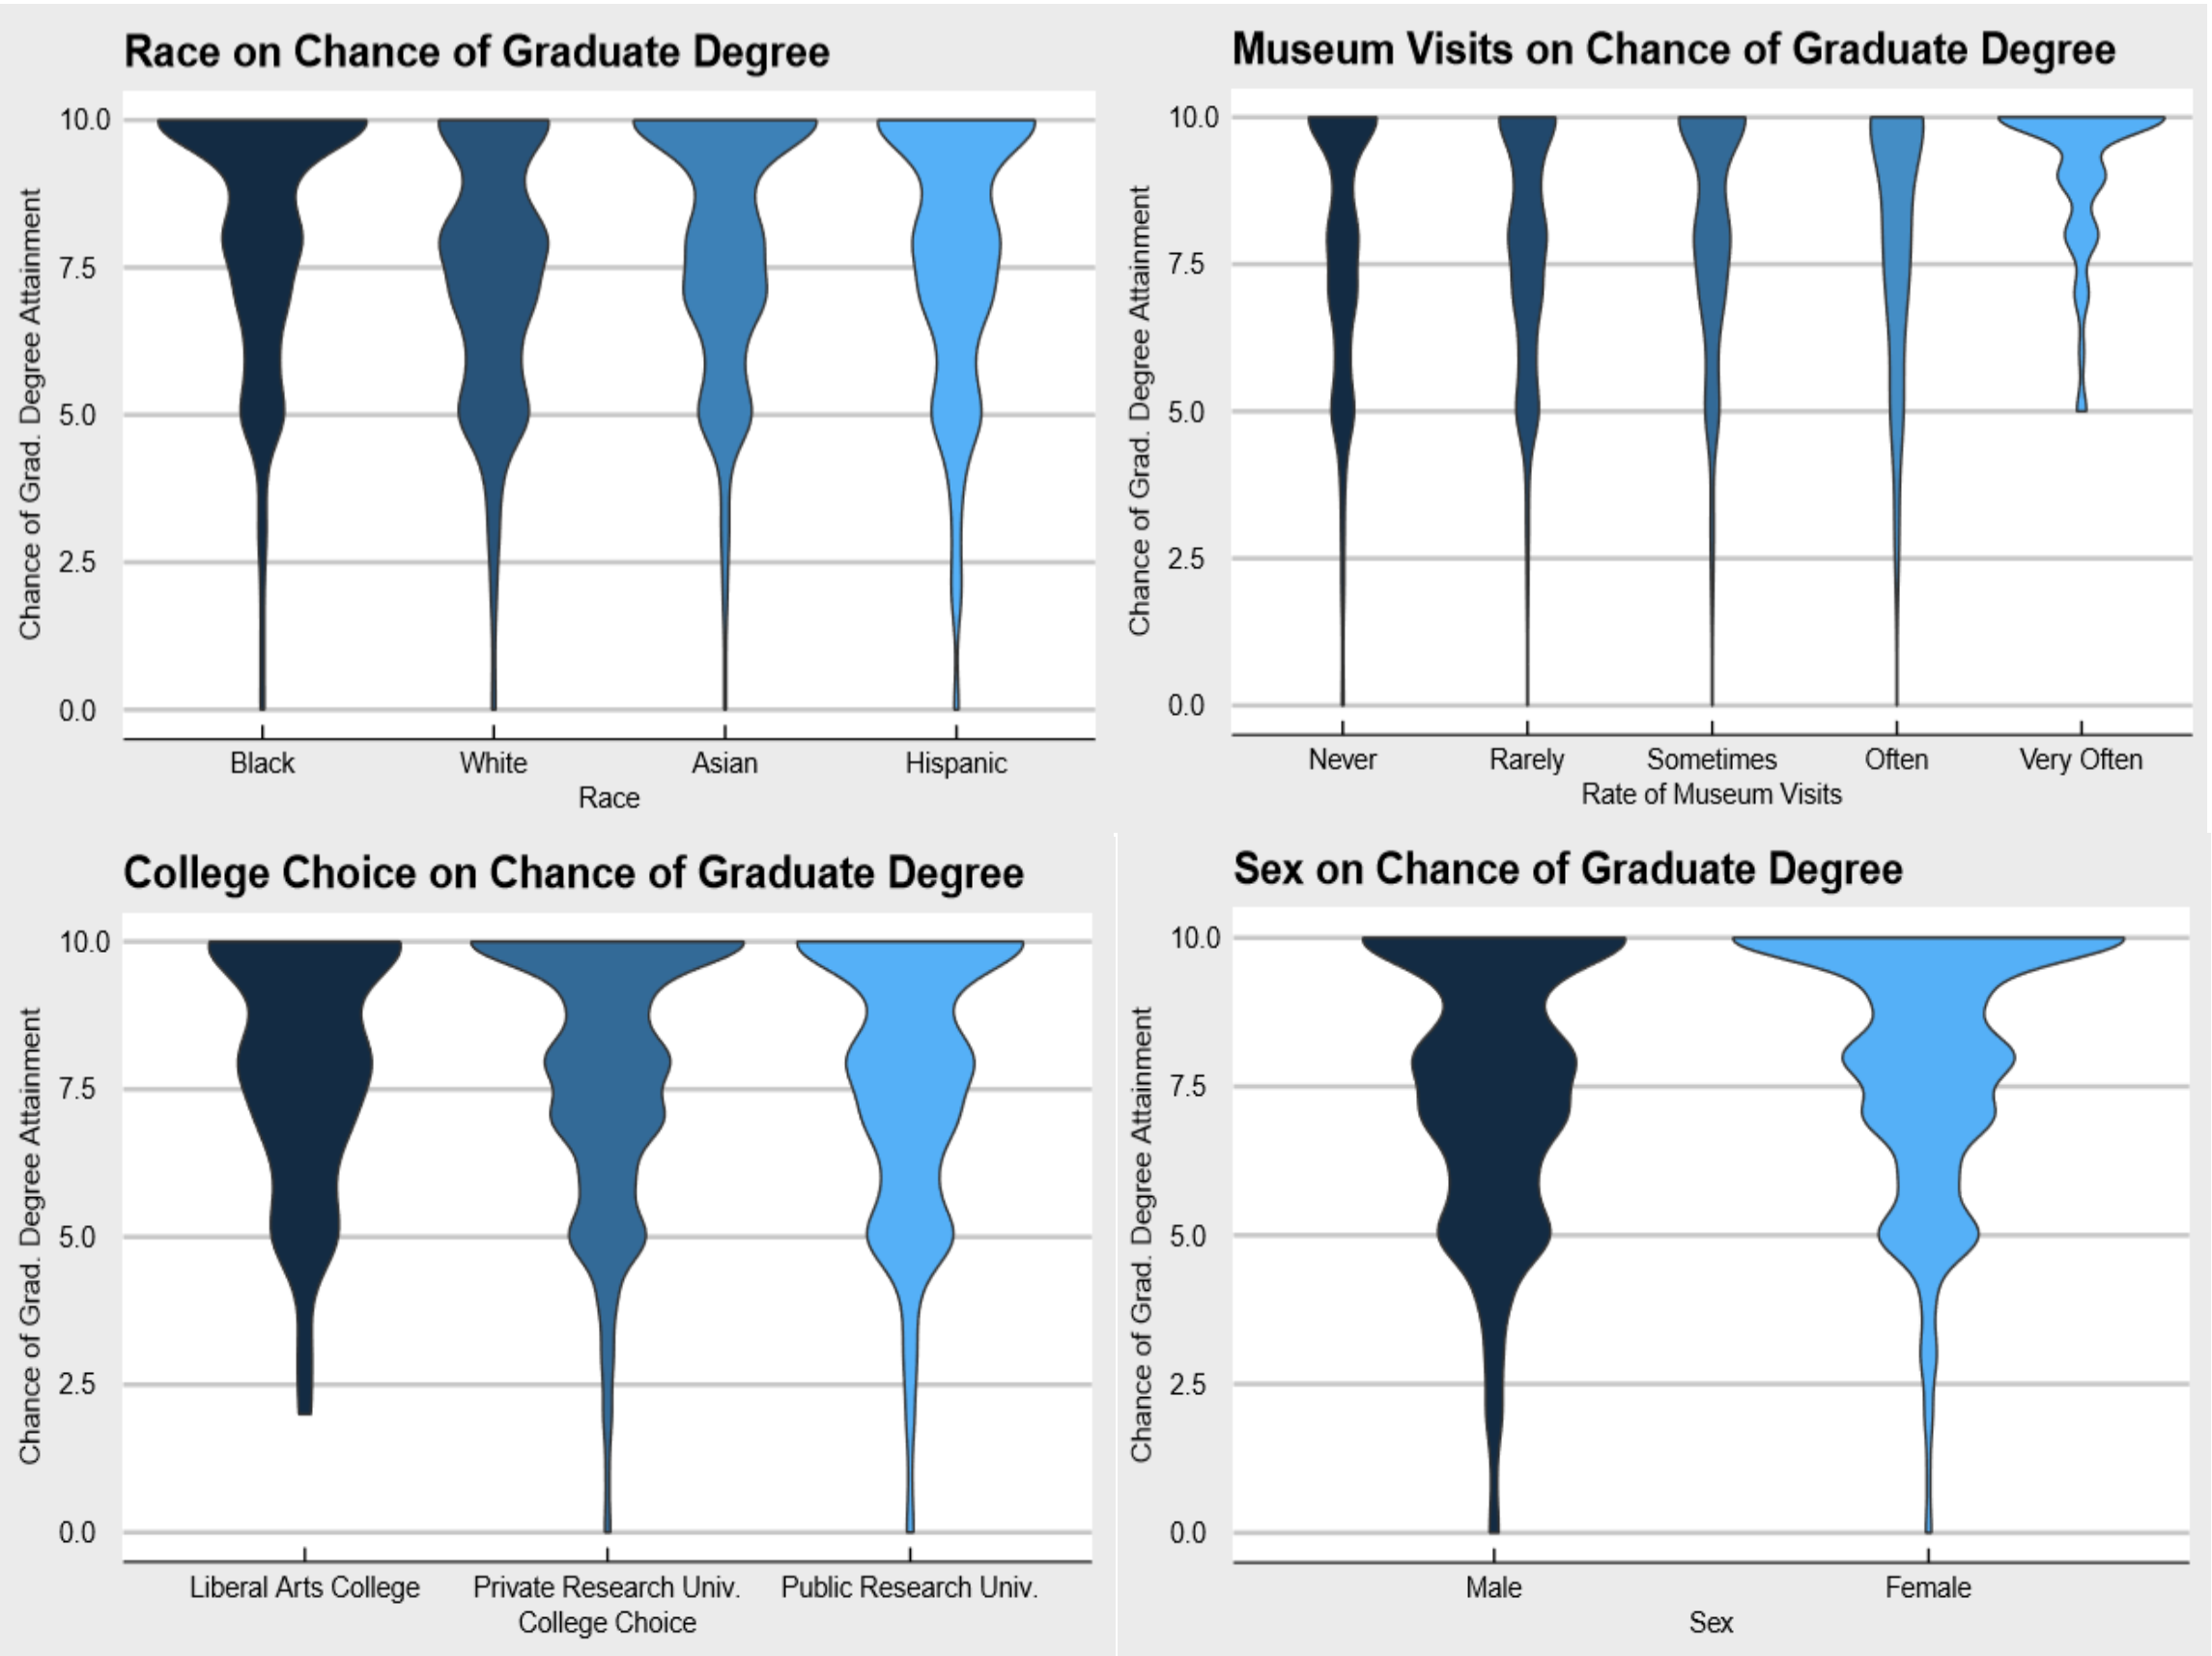 Race on Chance of Graduate Degree
Chance of Grad. Degree Attainment
10.0
7.5
5.0
2.5
0.0
Black White Asian Hispanic
Race
Museum Visits on Chance of Graduate Degree
Chance of Grad. Degree Attainment
10.0
7.5
5.0
2.5
0.0
Never Rarely Sometimes Often Very Often
Rate of Museum Visits
College Choice on Chance of Graduate Degree
Chance of Grad. Degree Attainment
10.0
7.5
5.0
2.5
0.0
Liberal Arts College Private Research Univ. Public Research Univ.
College Choice
Sex on Chance of Graduate Degree
Chance of Grad. Degree Attainment
10.0
7.5
5.0
2.5
0.0
Male Female
Sex